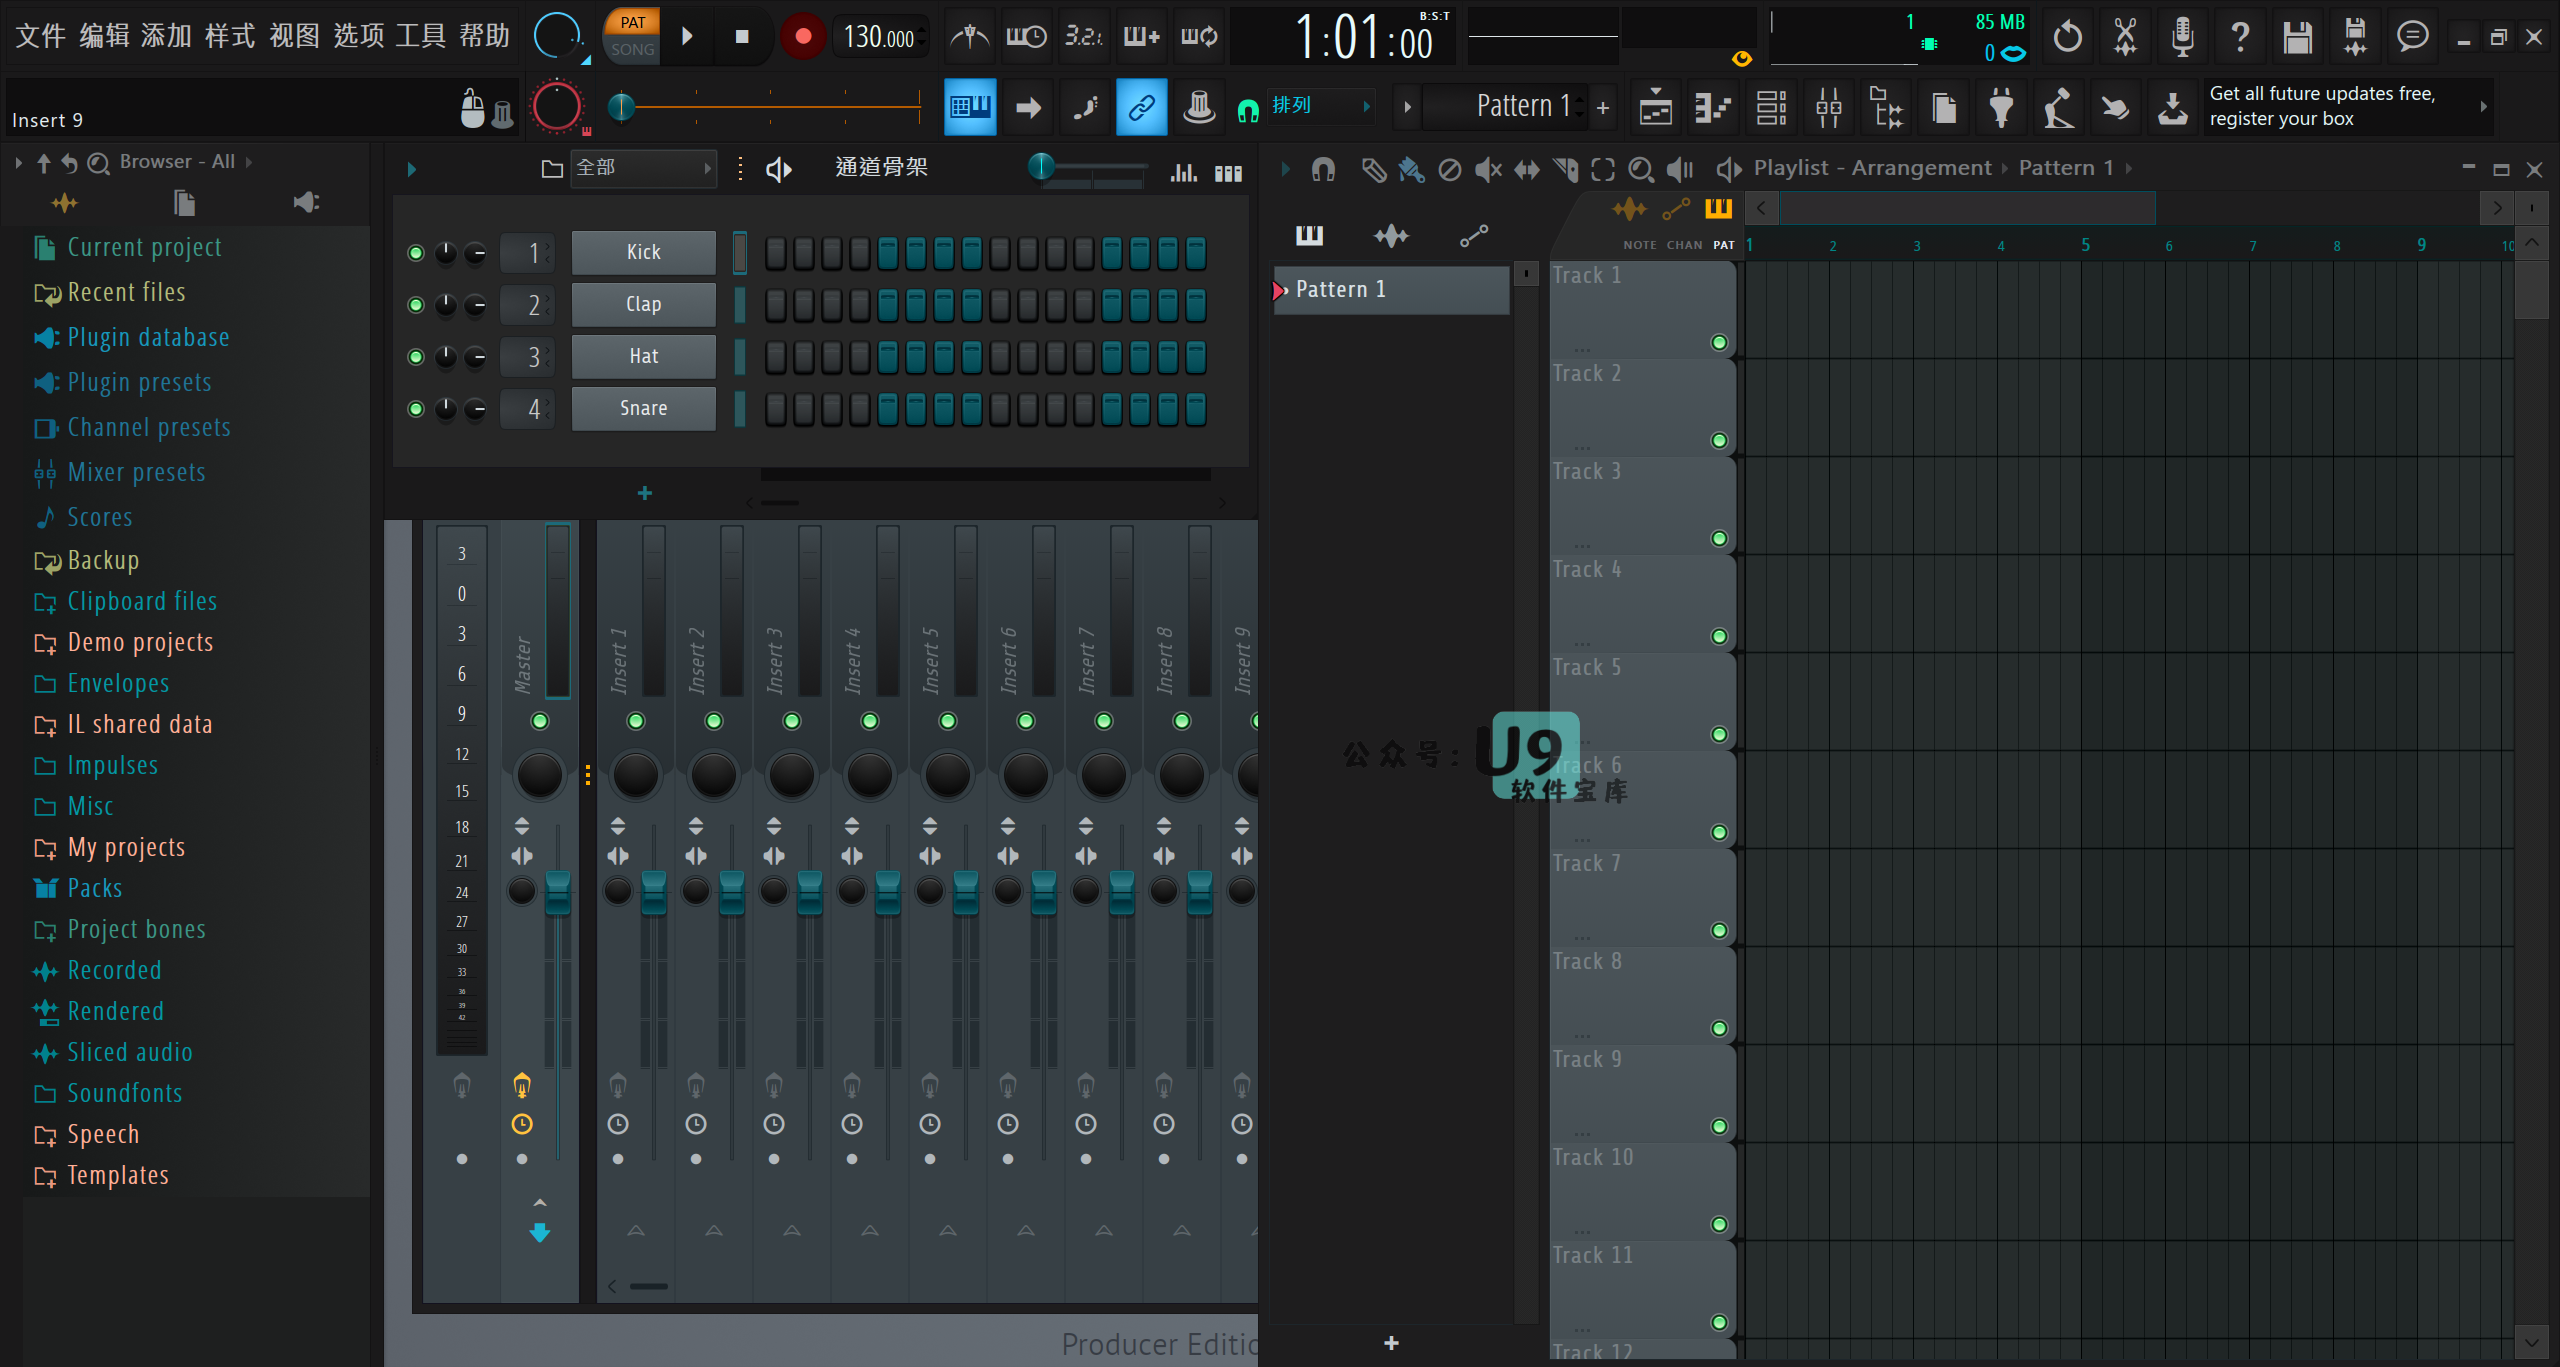 文件 编辑 添加 样式 视图 选项 工具 帮助
PAT
SONG
130.000
3.2.1
B:S:T
1:01:00
1
85 MB
0
Insert 9
排列
Pattern 1
Get all future updates free,
register your box
Browser - All
全部
通道骨架
Playlist - Arrangement
Pattern 1
Current project
Recent files
Plugin database
Plugin presets
Channel presets
Mixer presets
Scores
Backup
Clipboard files
Demo projects
Envelopes
IL shared data
Impulses
Misc
My projects
Packs
Project bones
Recorded
Rendered
Sliced audio
Soundfonts
Speech
Templates
1 Kick
2 Clap
3 Hat
4 Snare
3
0
3
6
9
12
15
18
21
24
27
30
33
36
39
42
Master
Insert 1
Insert 2
Insert 3
Insert 4
Insert 5
Insert 6
Insert 7
Insert 8
Insert 9
Producer Editio
NOTE CHAN PAT
1 2 3 4 5 6 7 8 9 10
Pattern 1
Track 1
Track 2
Track 3
Track 4
Track 5
Track 6
Track 7
Track 8
Track 9
Track 10
Track 11
Track 12
公众号: U9
软件宝库